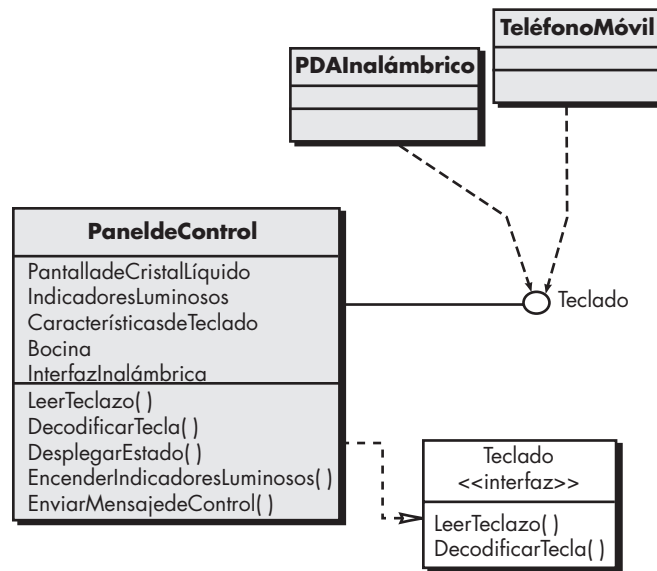 TeléfonoMóvil
PDAInalámbrico
PaneldeControl
PantalladeCristalLíquido
IndicadoresLuminosos
CaracterísticasdeTeclado
Bocina
InterfazInalámbrica
LeerTeclazo( )
DecodificarTecla( )
DesplegarEstado( )
EncenderIndicadoresLuminosos( )
EnviarMensajedeControl( )
Teclado
Teclado
<<interfaz>>
LeerTeclazo( )
DecodificarTecla( )